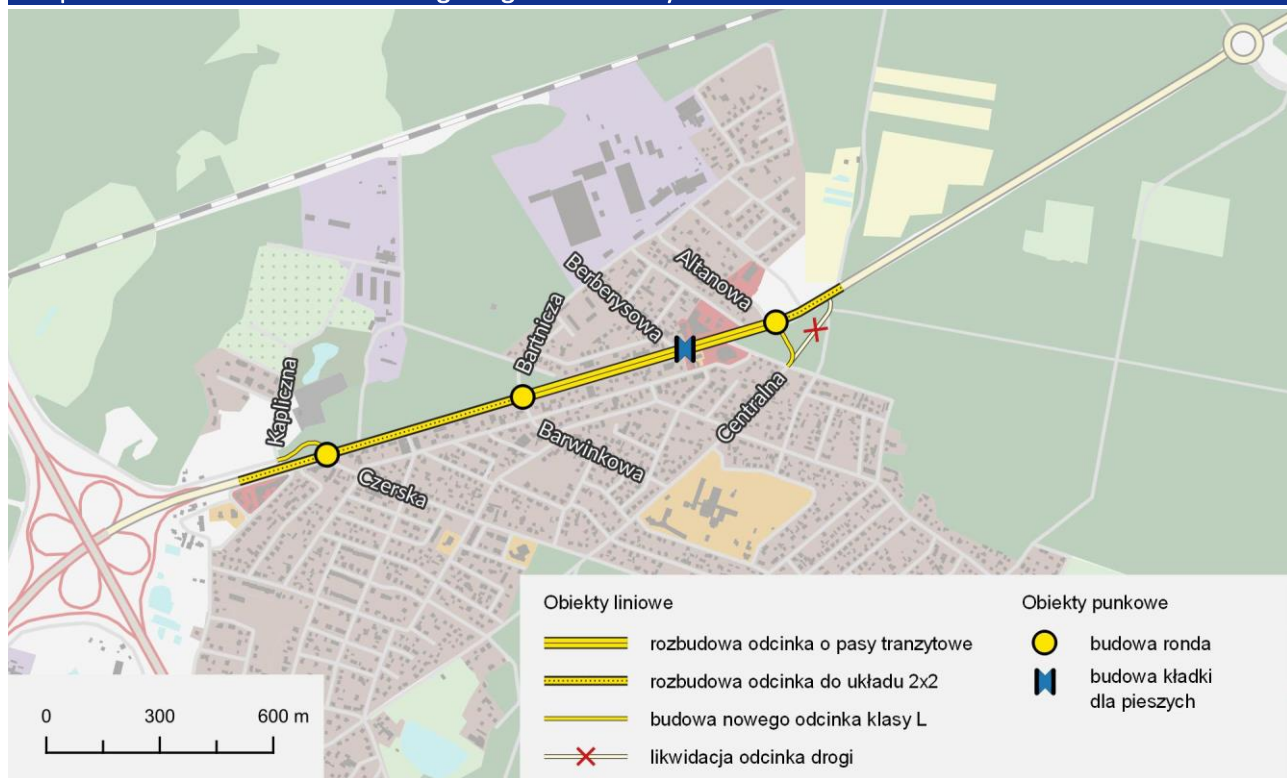 Altanowa
Berberysowa
Bartnicza
Kapliczna
Centralna
Barwinkowa
Czerska
Obiekty liniowe
rozbudowa odcinka o pasy tranzytowe
rozbudowa odcinka do układu 2x2
budowa nowego odcinka klasy L
likwidacja odcinka drogi
Obiekty punkowe
budowa ronda
budowa kładki
dla pieszych
0 300 600 m